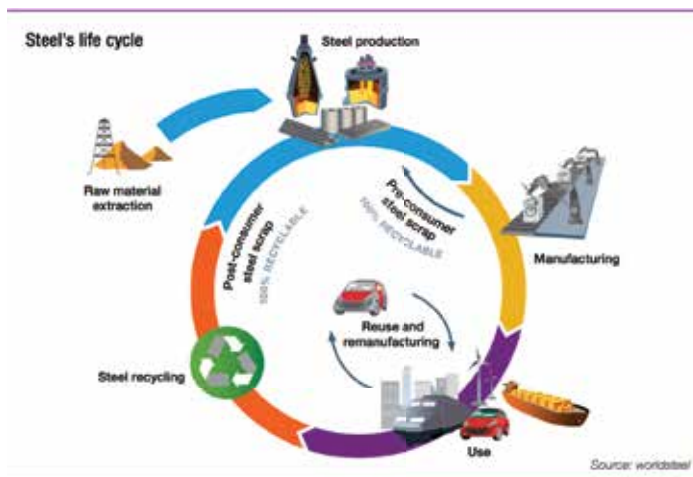 Steel's life cycle
Steel production
Raw material
extraction
Post-consumer
steel scrap
100% RECYCLABLE
Pre-consumer
steel scrap
100% RECYCLABLE
Manufacturing
Reuse and
remanufacturing
Steel recycling
Use
Source: worldsteel